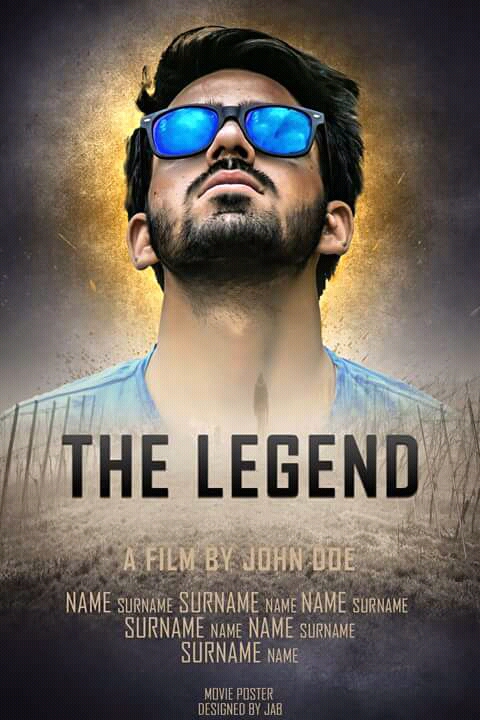 THE LEGEND
A FILM BY JOHN DOE
NAME SURNAME SURNAME NAME NAME SURNAME
SURNAME NAME NAME SURNAME
SURNAME NAME
MOVIE POSTER
DESIGNED BY JAB